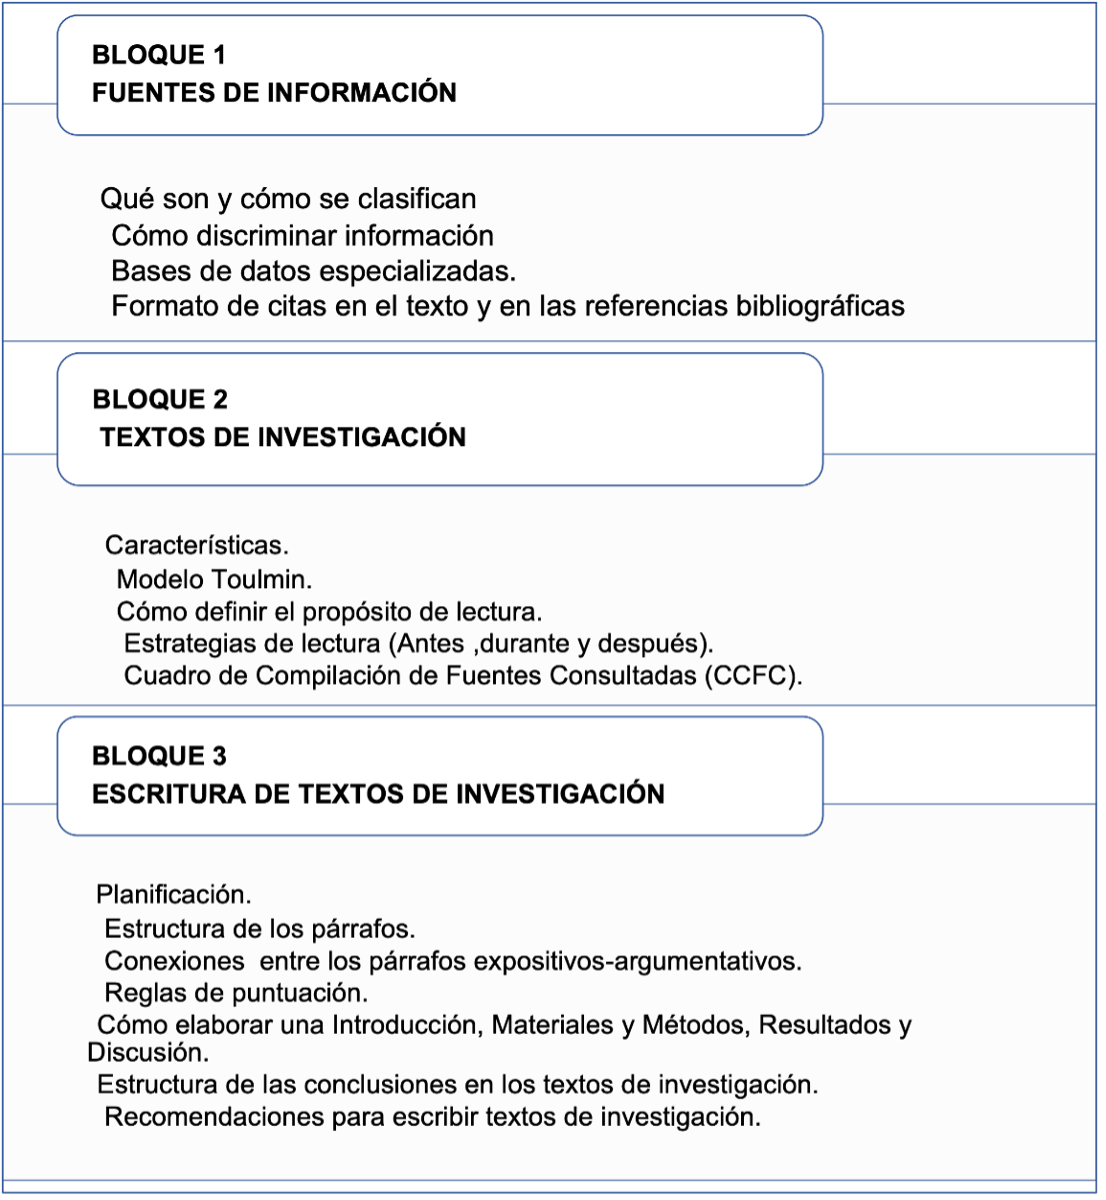 BLOQUE 1
FUENTES DE INFORMACIÓN
Qué son y cómo se clasifican
Cómo discriminar información
Bases de datos especializadas.
Formato de citas en el texto y en las referencias bibliográficas
BLOQUE 2
TEXTOS DE INVESTIGACIÓN
Características.
Modelo Toulmin.
Cómo definir el propósito de lectura.
Estrategias de lectura (Antes ,durante y después).
Cuadro de Compilación de Fuentes Consultadas (CCFC).
BLOQUE 3
ESCRITURA DE TEXTOS DE INVESTIGACIÓN
Planificación.
Estructura de los párrafos.
Conexiones  entre los párrafos expositivos-argumentativos.
Reglas de puntuación.
Cómo elaborar una Introducción, Materiales y Métodos, Resultados y
Discusión.
Estructura de las conclusiones en los textos de investigación.
Recomendaciones para escribir textos de investigación.